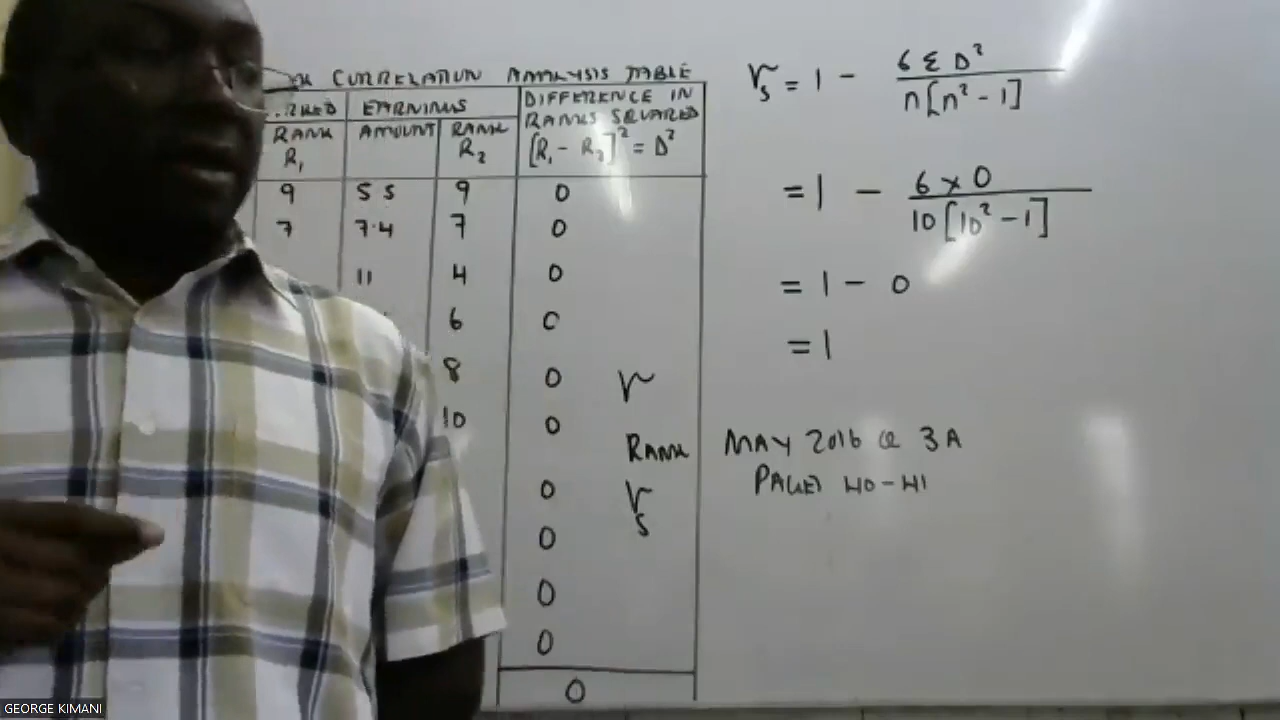 CORRELATION ANALYSIS TABLE
EARNINGS DIFFERENCE IN RANKS SQUARED
RANK R₁ AMOUNT RANK R₂ [R₁ - R₂]² = D²
9 55 9 0
7 7.4 7 0
11 4 0
6 0
8 0
10 0
0
0
0
0
0
r
RANK
rₛ
rₛ = 1 - 6 Σ D² / n[n² - 1]
= 1 - 6 x 0 / 10[10² - 1]
= 1 - 0
= 1
MAY 2016 Q 3A
PAGES 40-41
GEORGE KIMANI